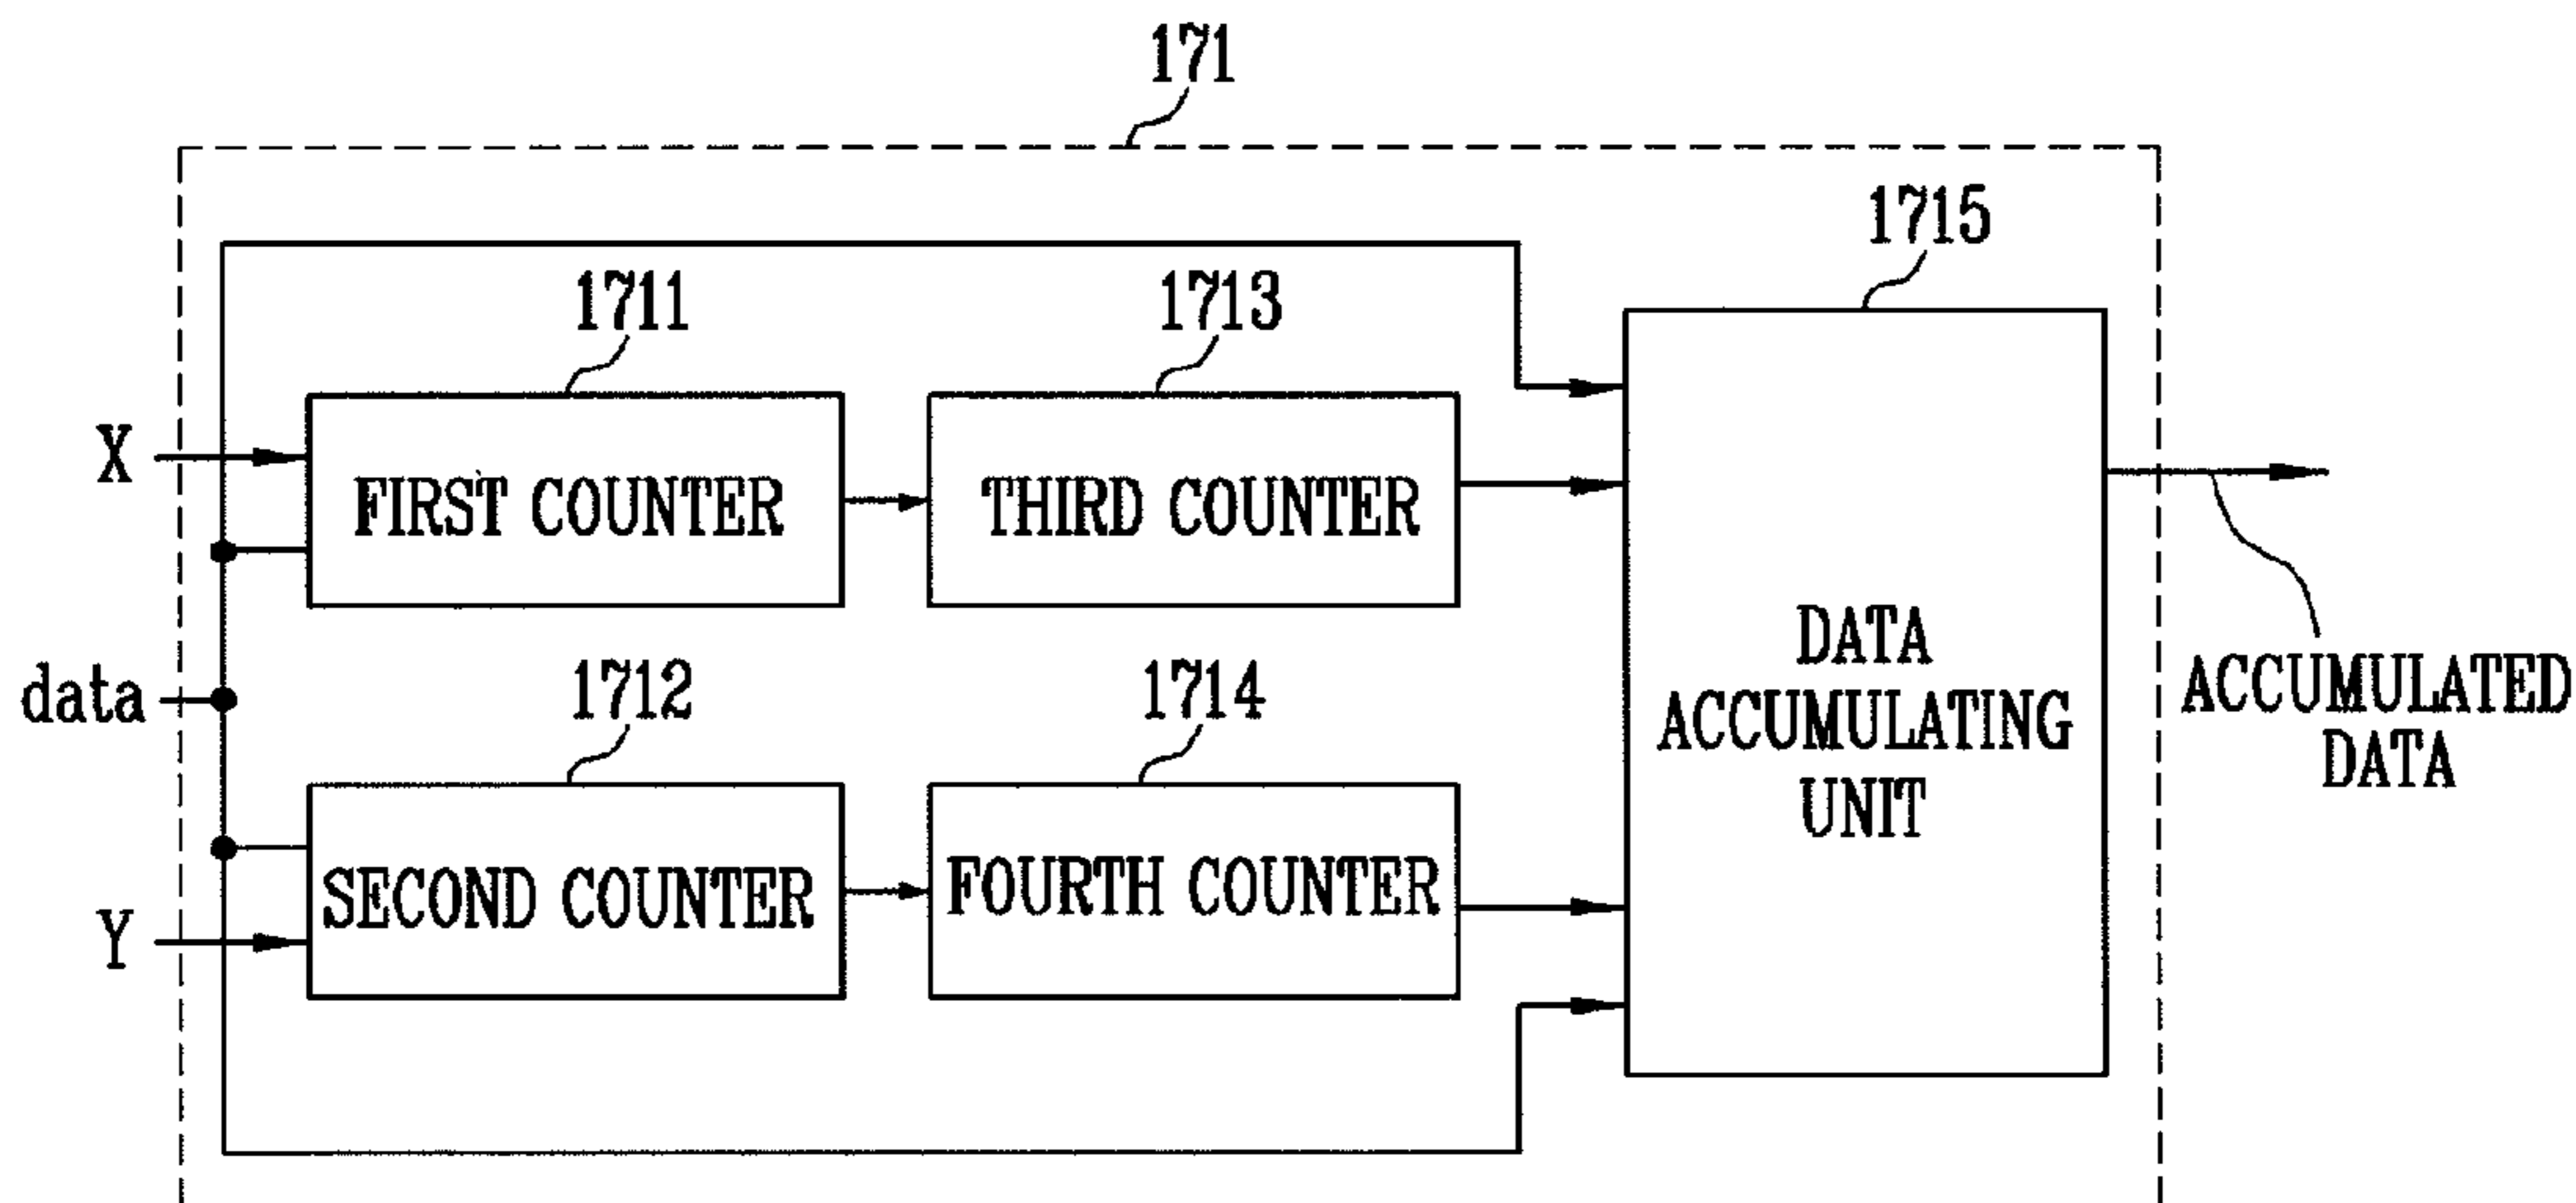 171
1715
1711
1713
X
FIRST COUNTER
THIRD COUNTER
data
1712
1714
DATA
ACCUMULATING
UNIT
ACCUMULATED
DATA
Y
SECOND COUNTER
FOURTH COUNTER